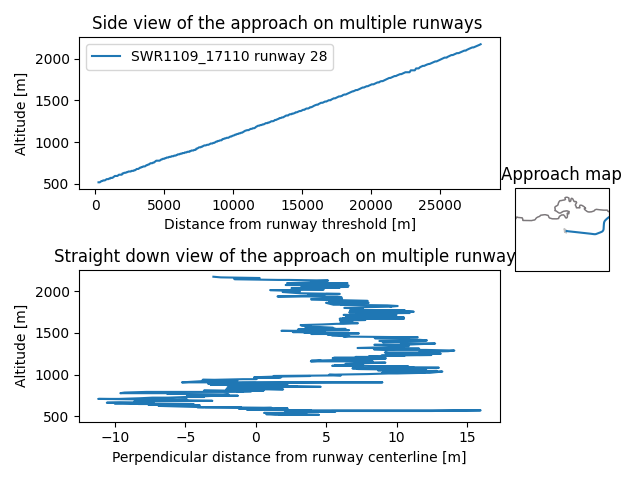 Side view of the approach on multiple runways
SWR1109_17110 runway 28
Altitude [m]
2000
1500
1000
500
0
5000
10000
15000
20000
25000
Distance from runway threshold [m]
Approach map
Straight down view of the approach on multiple runway
Altitude [m]
2000
1500
1000
500
−10
−5
0
5
10
15
Perpendicular distance from runway centerline [m]